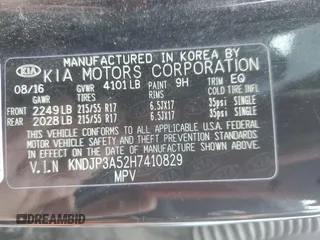 MANUFACTURED IN KOREA BY
KIA KIA MOTORS CORPORATION
08/16 GVWR 4101LB PAINT 9H TRIM EQ
GAWR TIRES RIMS COLD TIRE INFL
FRONT 2249LB 215/55 R17 6.5JX17 35psi SINGLE
REAR 2028LB 215/55 R17 6.5JX17 35psi SINGLE
THIS VEHICLE CONFORMS TO ALL APPLICABLE
U.S. FEDERAL MOTOR VEHICLE SAFETY AND
THEFT PREVENTION STANDARDS IN EFFECT ON
THE DATE OF MANUFACTURE SHOWN ABOVE.
V.I.N KNDJP3A52H7410829
MPV
AUTOBIDMASTER